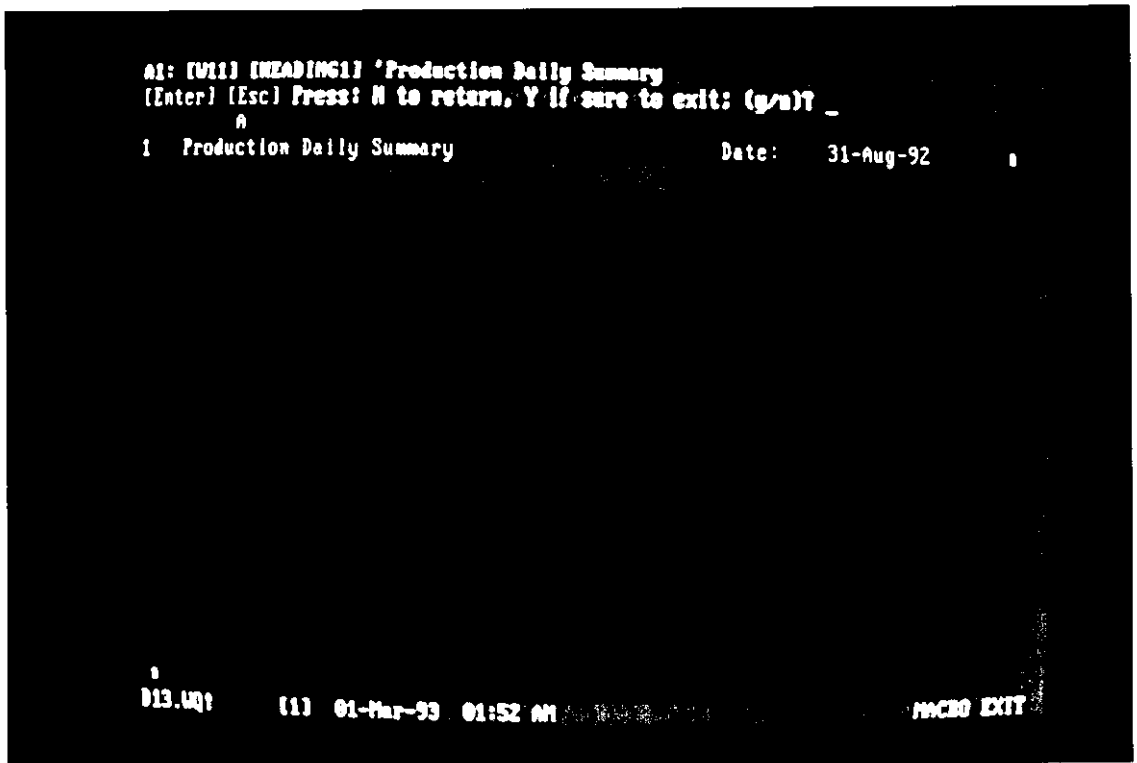 A1: [W11] [HEADING1] 'Production Daily Summary
[Enter] [Esc] Press: N to return, Y if sure to exit: (y/n)? _
A
1 Production Daily Summary Date: 31-Aug-92
D13.WQ1 [1] 01-Mar-93 01:52 AM MACRO EXIT